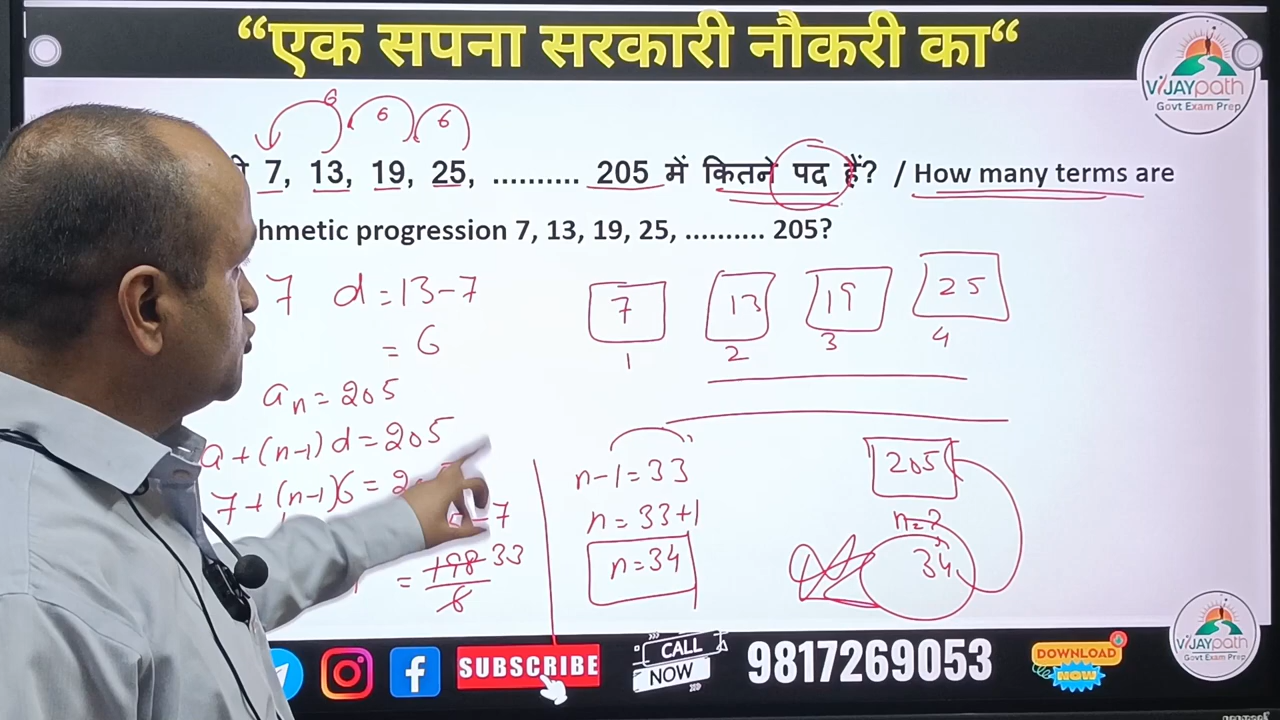 “एक सपना सरकारी नौकरी का“
ViJAYpath
Govt Exam Prep
6 6 6
7, 13, 19, 25, .......... 205 में कितने पद हैं? / How many terms are
hmetic progression 7, 13, 19, 25, .......... 205?
7 d = 13-7
= 6
an = 205
a + (n-1) d = 205
7 + (n-1) 6 =
-7
= 198 33
6
7 13 19 25
1 2 3 4
n-1 = 33
n = 33+1
n = 34
205
n = ?
34
ViJAYpath
Govt Exam Prep
SUBSCRIBE
CALL
NOW
9817269053
DOWNLOAD
NOW